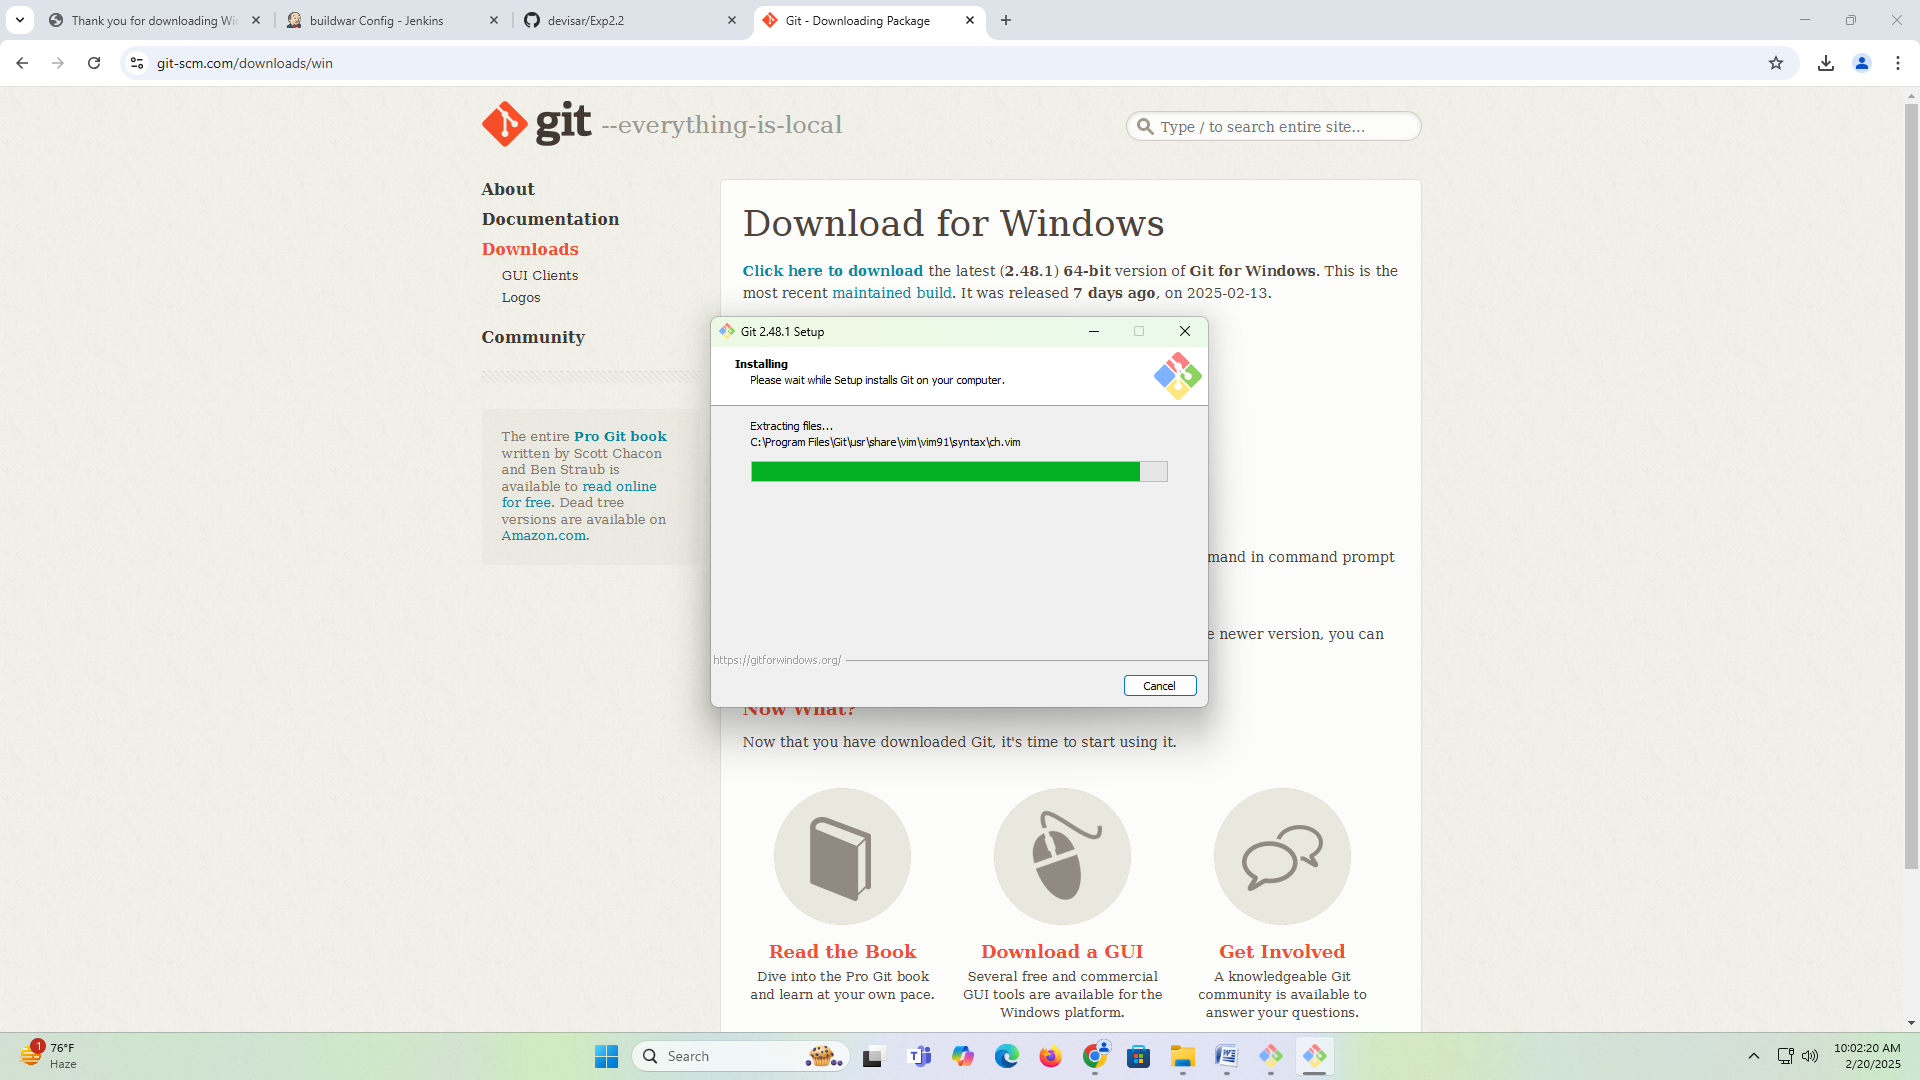 Thank you for downloading Wi
buildwar Config - Jenkins
devisar/Exp2.2
Git - Downloading Package
git-scm.com/downloads/win
git --everything-is-local
Type / to search entire site...
About
Documentation
Downloads
GUI Clients
Logos
Community
The entire Pro Git book
written by Scott Chacon
and Ben Straub is
available to read online
for free. Dead tree
versions are available on
Amazon.com.
Download for Windows
Click here to download the latest (2.48.1) 64-bit version of Git for Windows. This is the
most recent maintained build. It was released 7 days ago, on 2025-02-13.
Git 2.48.1 Setup
Installing
Please wait while Setup installs Git on your computer.
Extracting files...
C:\Program Files\Git\usr\share\vim\vim91\syntax\ch.vim
https://gitforwindows.org/
Cancel
mand in command prompt
e newer version, you can
Now What?
Now that you have downloaded Git, it's time to start using it.
Read the Book
Dive into the Pro Git book
and learn at your own pace.
Download a GUI
Several free and commercial
GUI tools are available for the
Windows platform.
Get Involved
A knowledgeable Git
community is available to
answer your questions.
1
76°F
Haze
Search
10:02:20 AM
2/20/2025